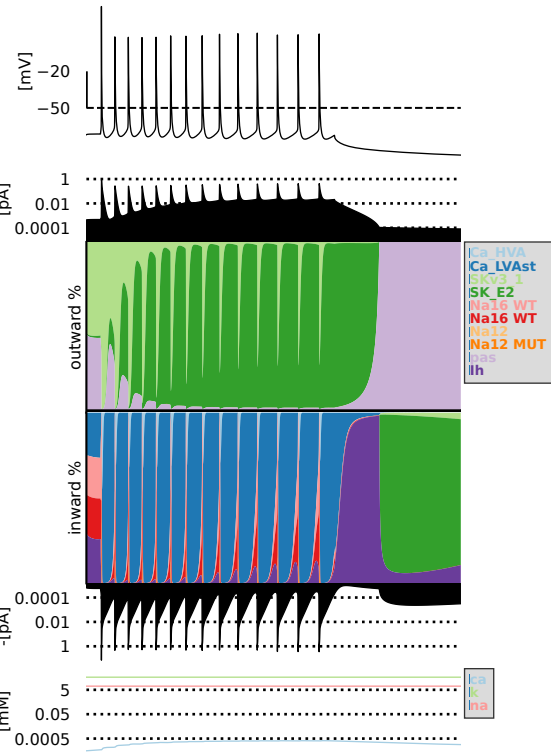 [mV]
−20
−50
[pA]
1
0.01
0.0001
outward %
Ca_HVA
Ca_LVAst
SKv3_1
SK_E2
Na16 WT
Na16 WT
Na12
Na12 MUT
pas
Ih
inward %
-[pA]
0.0001
0.01
1
[mM]
5
0.05
0.0005
ca
k
na